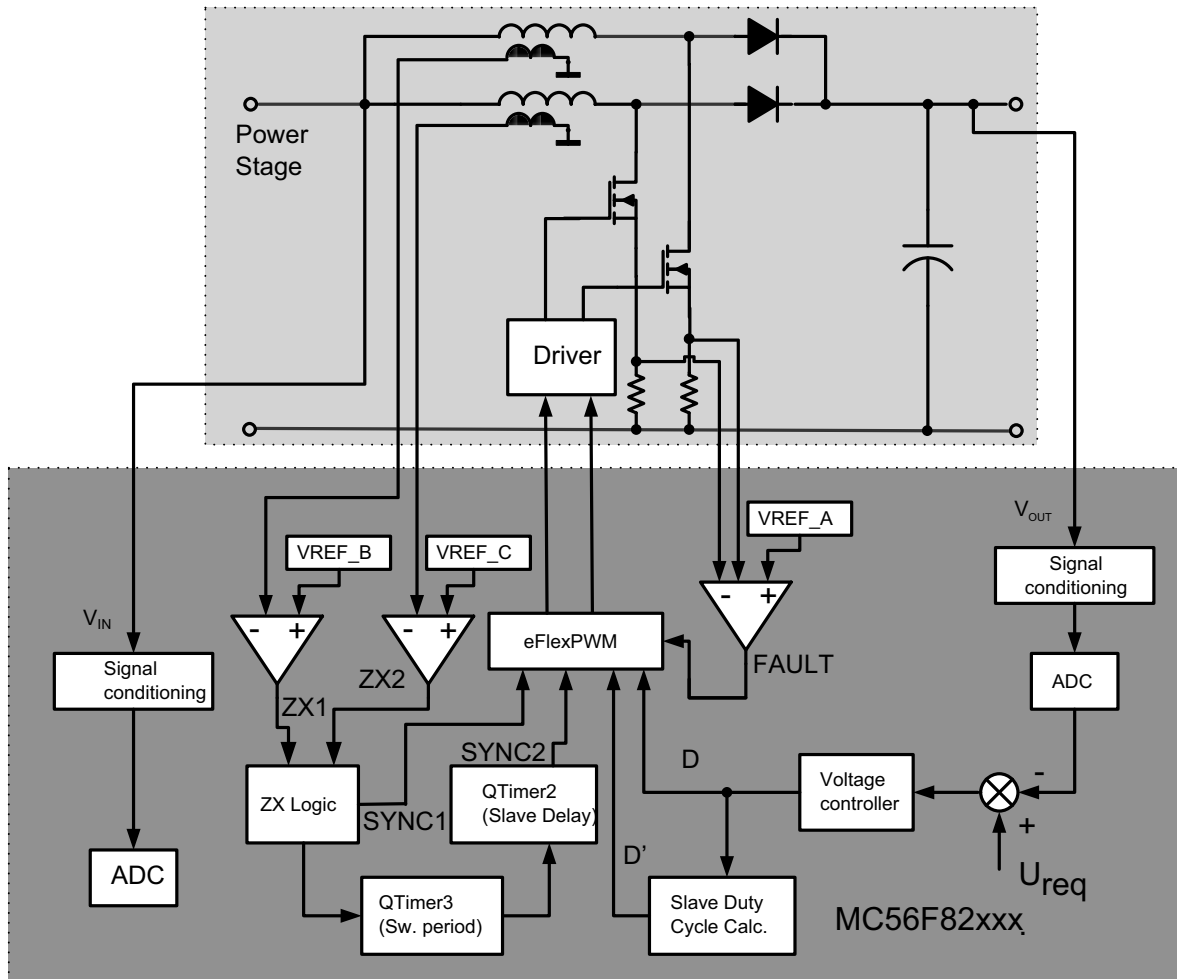 Power
Stage
Driver
VREF_A
VREF_B
VREF_C
V_OUT
Signal
conditioning
- +
- +
- +
V_IN
eFlexPWM
Signal
conditioning
ZX1
ZX2
FAULT
ADC
SYNC2
D
ZX Logic
SYNC1
QTimer2
(Slave Delay)
Voltage
controller
-
+
U_req
ADC
D’
QTimer3
(Sw. period)
Slave Duty
Cycle Calc.
MC56F82xxx.